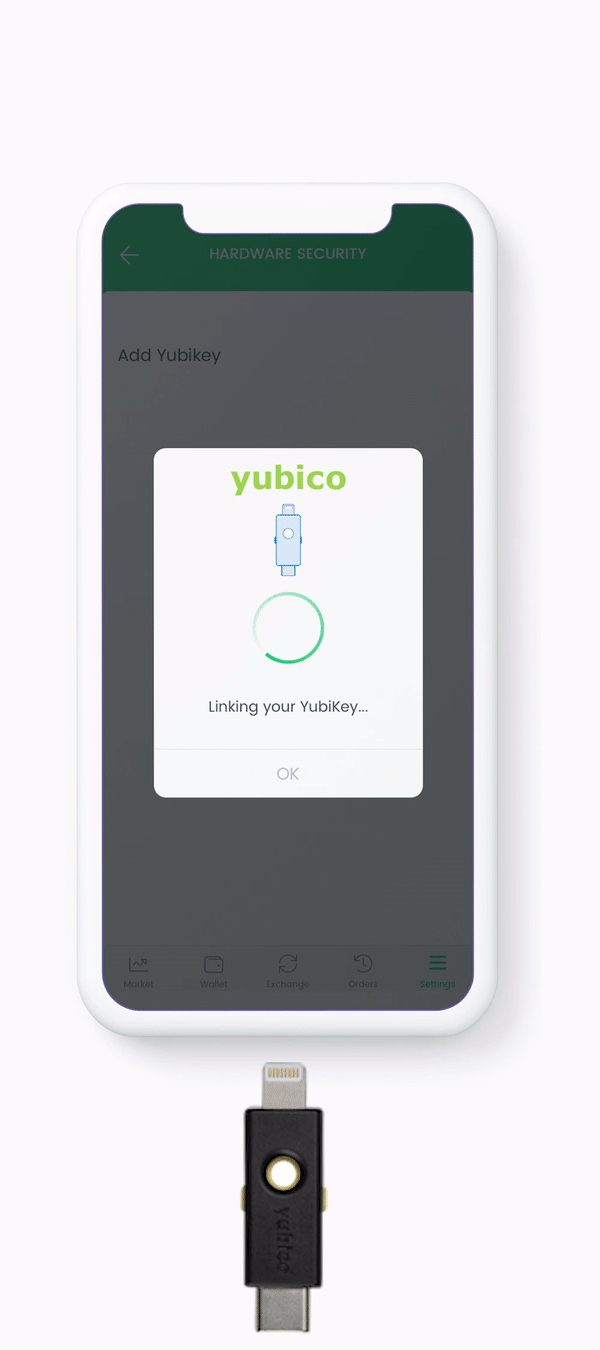 HARDWARE SECURITY
Add Yubikey
yubico
Linking your YubiKey...
OK
Market
Wallet
Exchange
Orders
Settings
yubico